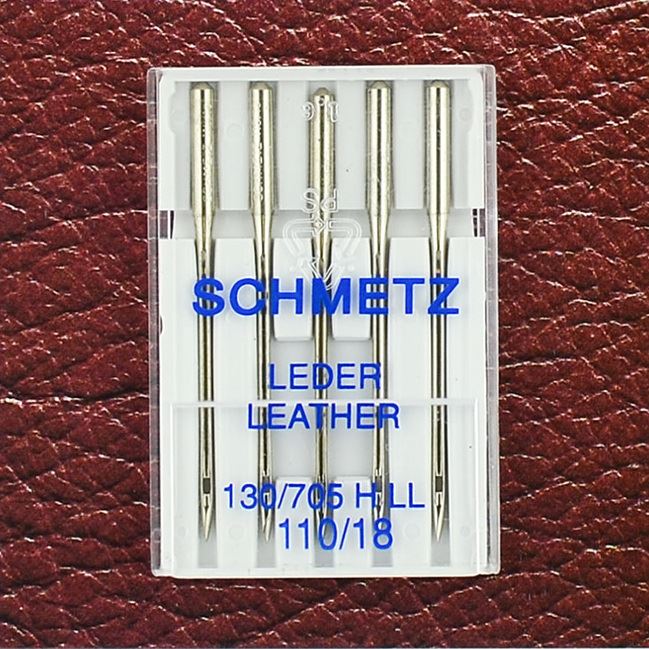 SCHMETZ
LEDER
LEATHER
130/705 H LL
110/18